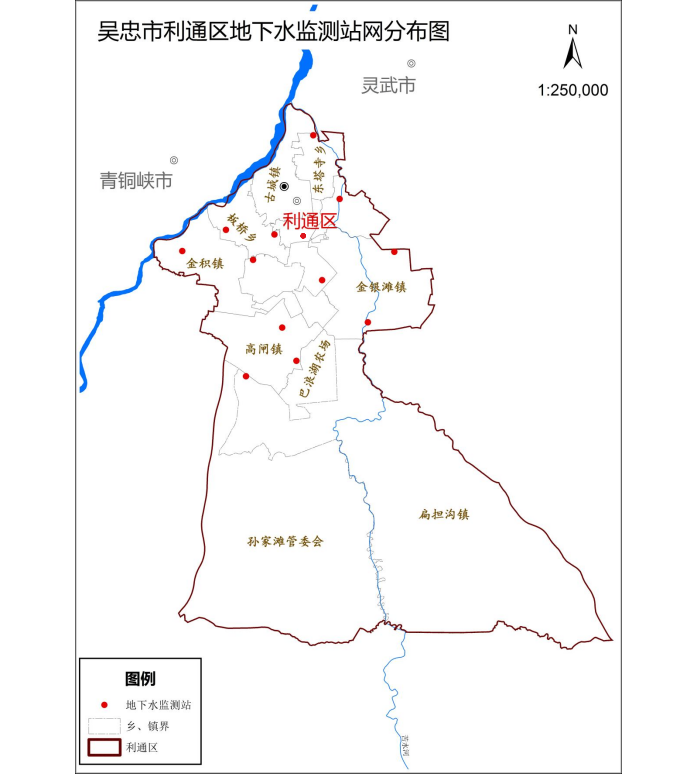 吴忠市利通区地下水监测站网分布图
N
灵武市
1:250,000
青铜峡市
古城镇
东塔寺乡
板桥乡
利通区
金积镇
金银滩镇
高闸镇
巴浪湖农场
扁担沟镇
孙家滩管委会
图例
地下水监测站
乡、镇界
利通区
苦水河